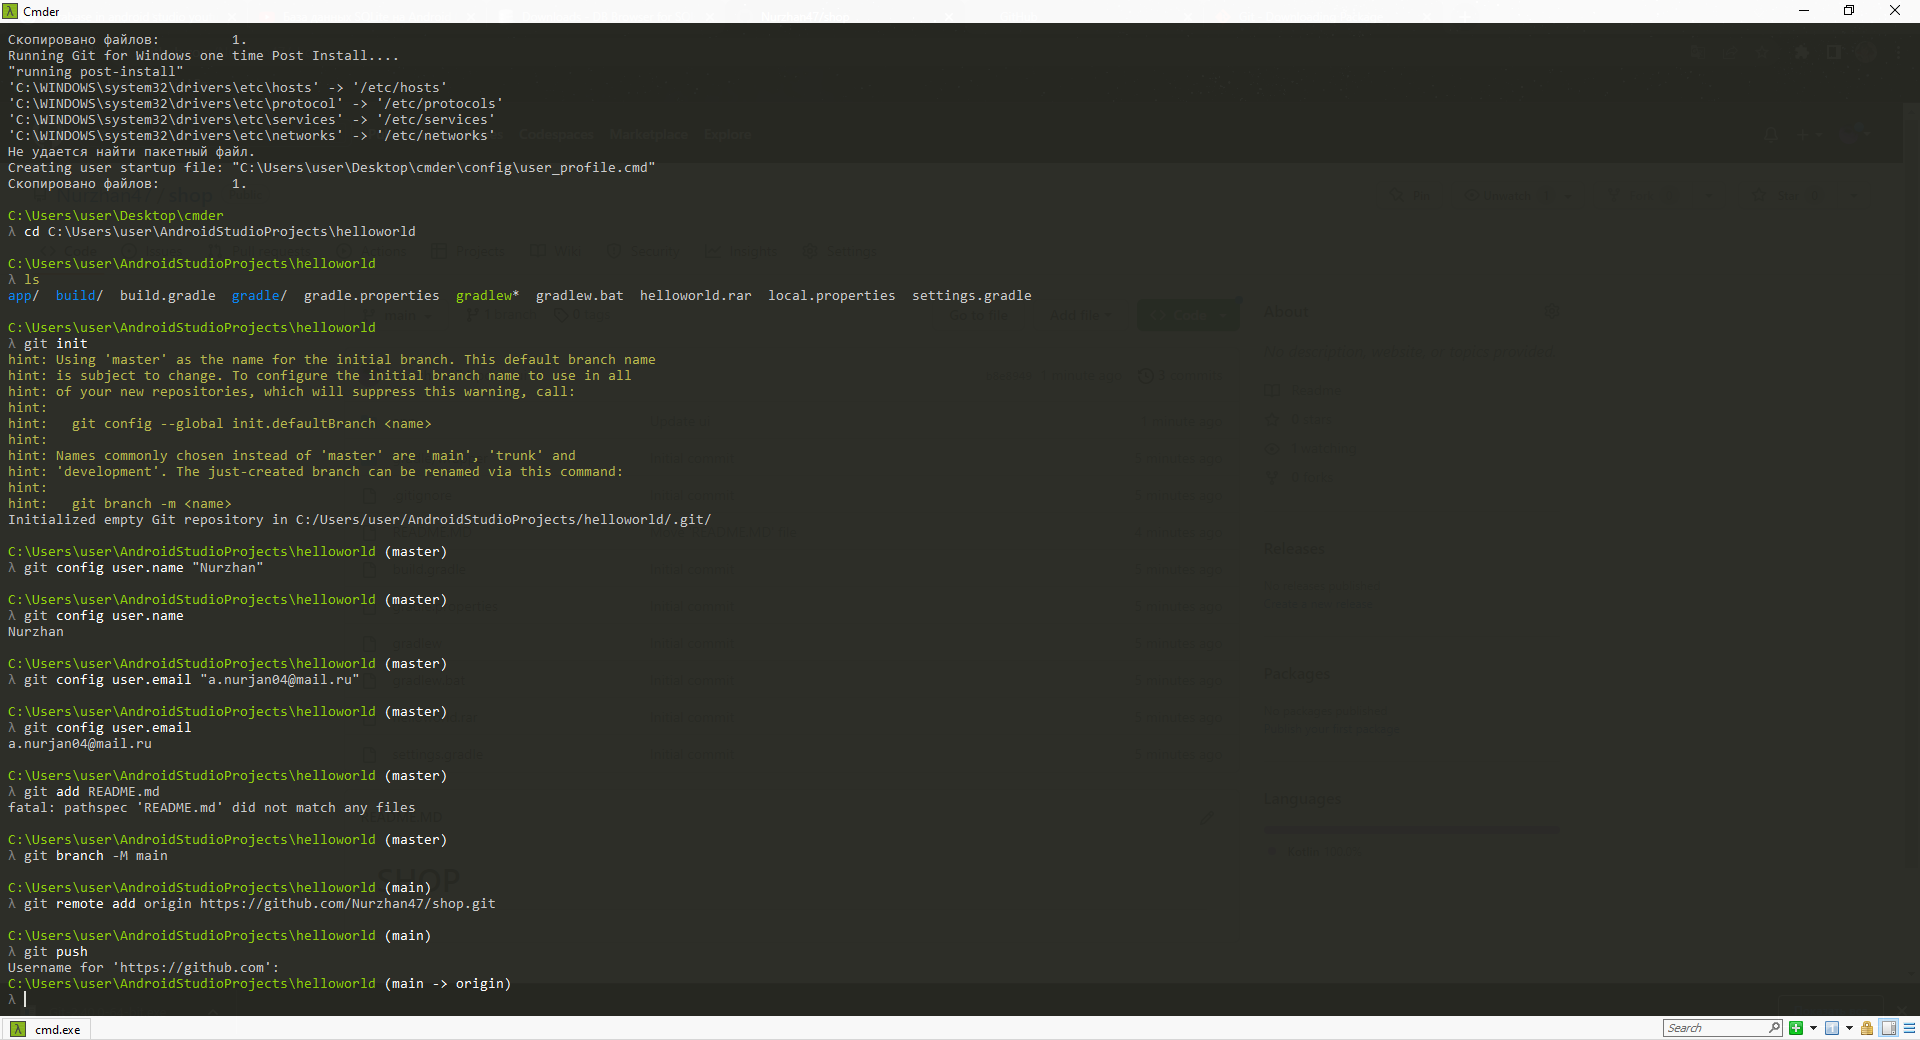 Cmder
Скопировано файлов:         1.
Running Git for Windows one time Post Install....
"running post-install"
'C:\WINDOWS\system32\drivers\etc\hosts' -> '/etc/hosts'
'C:\WINDOWS\system32\drivers\etc\protocol' -> '/etc/protocols'
'C:\WINDOWS\system32\drivers\etc\services' -> '/etc/services'
'C:\WINDOWS\system32\drivers\etc\networks' -> '/etc/networks'
Не удается найти пакетный файл.
Creating user startup file: "C:\Users\user\Desktop\cmder\config\user_profile.cmd"
Скопировано файлов:         1.
C:\Users\user\Desktop\cmder
λ cd C:\Users\user\AndroidStudioProjects\helloworld
C:\Users\user\AndroidStudioProjects\helloworld
λ ls
app/  build/  build.gradle  gradle/  gradle.properties  gradlew*  gradlew.bat  helloworld.rar  local.properties  settings.gradle
C:\Users\user\AndroidStudioProjects\helloworld
λ git init
hint: Using 'master' as the name for the initial branch. This default branch name
hint: is subject to change. To configure the initial branch name to use in all
hint: of your new repositories, which will suppress this warning, call:
hint:
hint:   git config --global init.defaultBranch <name>
hint:
hint: Names commonly chosen instead of 'master' are 'main', 'trunk' and
hint: 'development'. The just-created branch can be renamed via this command:
hint:
hint:   git branch -m <name>
Initialized empty Git repository in C:/Users/user/AndroidStudioProjects/helloworld/.git/
C:\Users\user\AndroidStudioProjects\helloworld (master)
λ git config user.name "Nurzhan"
C:\Users\user\AndroidStudioProjects\helloworld (master)
λ git config user.name
Nurzhan
C:\Users\user\AndroidStudioProjects\helloworld (master)
λ git config user.email "a.nurjan04@mail.ru"
C:\Users\user\AndroidStudioProjects\helloworld (master)
λ git config user.email
a.nurjan04@mail.ru
C:\Users\user\AndroidStudioProjects\helloworld (master)
λ git add README.md
fatal: pathspec 'README.md' did not match any files
C:\Users\user\AndroidStudioProjects\helloworld (master)
λ git branch -M main
C:\Users\user\AndroidStudioProjects\helloworld (main)
λ git remote add origin https://github.com/Nurzhan47/shop.git
C:\Users\user\AndroidStudioProjects\helloworld (main)
λ git push
Username for 'https://github.com':
C:\Users\user\AndroidStudioProjects\helloworld (main -> origin)
λ
cmd.exe
Search